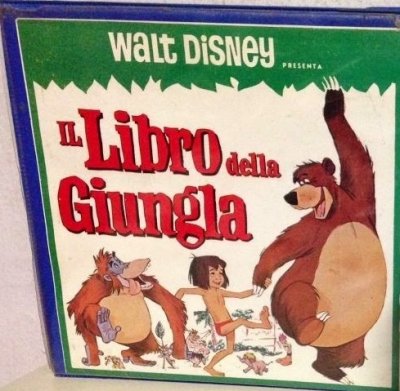 WALT DISNEY
PRESENTA
IL LIBRO della
Giungla